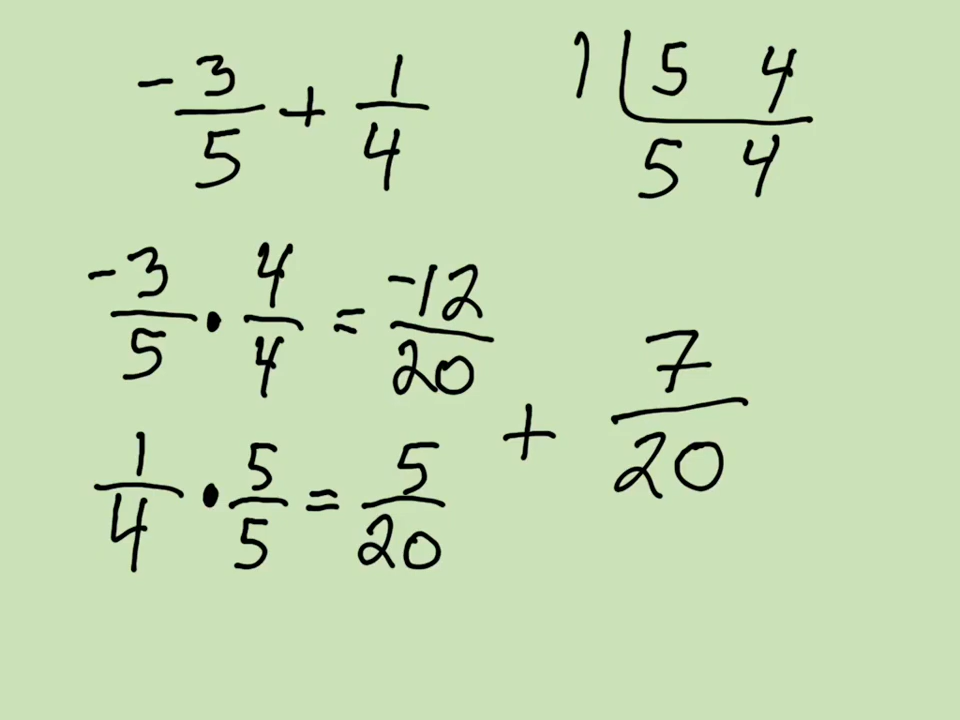 -3/5 + 1/4
1 | 5 4
5 4
-3/5 • 4/4 = -12/20
1/4 • 5/5 = 5/20
+ 7/20